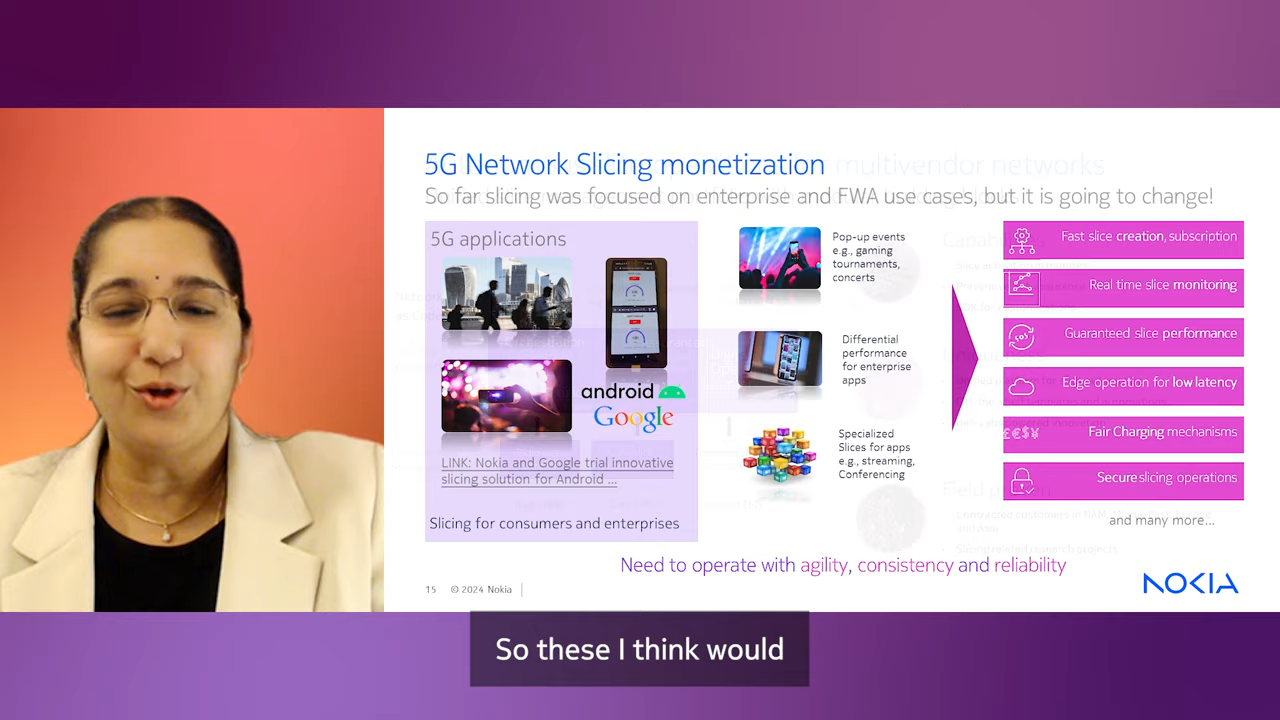 5G Network Slicing monetization
multivendor networks
So far slicing was focused on enterprise and FWA use cases, but it is going to change!
5G applications
android
Google
LINK: Nokia and Google trial innovative
slicing solution for Android ...
Slicing for consumers and enterprises
Pop-up events
e.g., gaming
tournaments,
concerts
Differential
performance
for enterprise
apps
Specialized
Slices for apps
e.g., streaming,
Conferencing
Fast slice creation, subscription
Real time slice monitoring
Guaranteed slice performance
Edge operation for low latency
£€$¥ Fair Charging mechanisms
Secure slicing operations
and many more...
Need to operate with agility, consistency and reliability
15 © 2024 Nokia
NOKIA
So these I think would